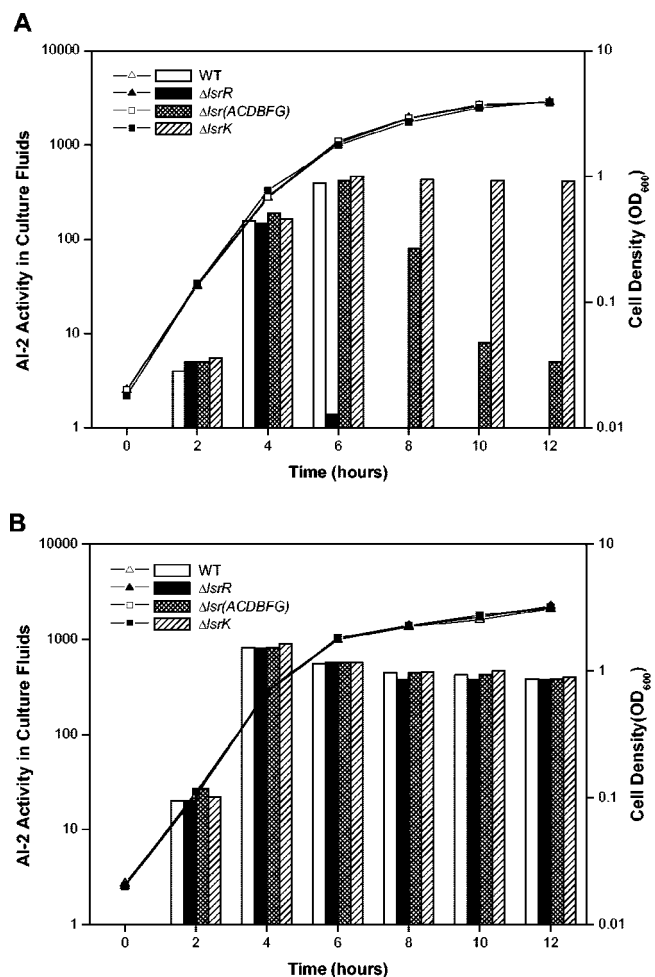 A
10000
1000
100
10
1
AI-2 Activity in Culture Fluids
WT
ΔlsrR
Δlsr(ACDBFG)
ΔlsrK
10
1
0.1
0.01
Cell Density (OD600)
0 2 4 6 8 10 12
Time (hours)
B
10000
1000
100
10
1
AI-2 Activity in Culture Fluids
WT
ΔlsrR
Δlsr(ACDBFG)
ΔlsrK
10
1
0.1
0.01
Cell Density(OD600)
0 2 4 6 8 10 12
Time (hours)